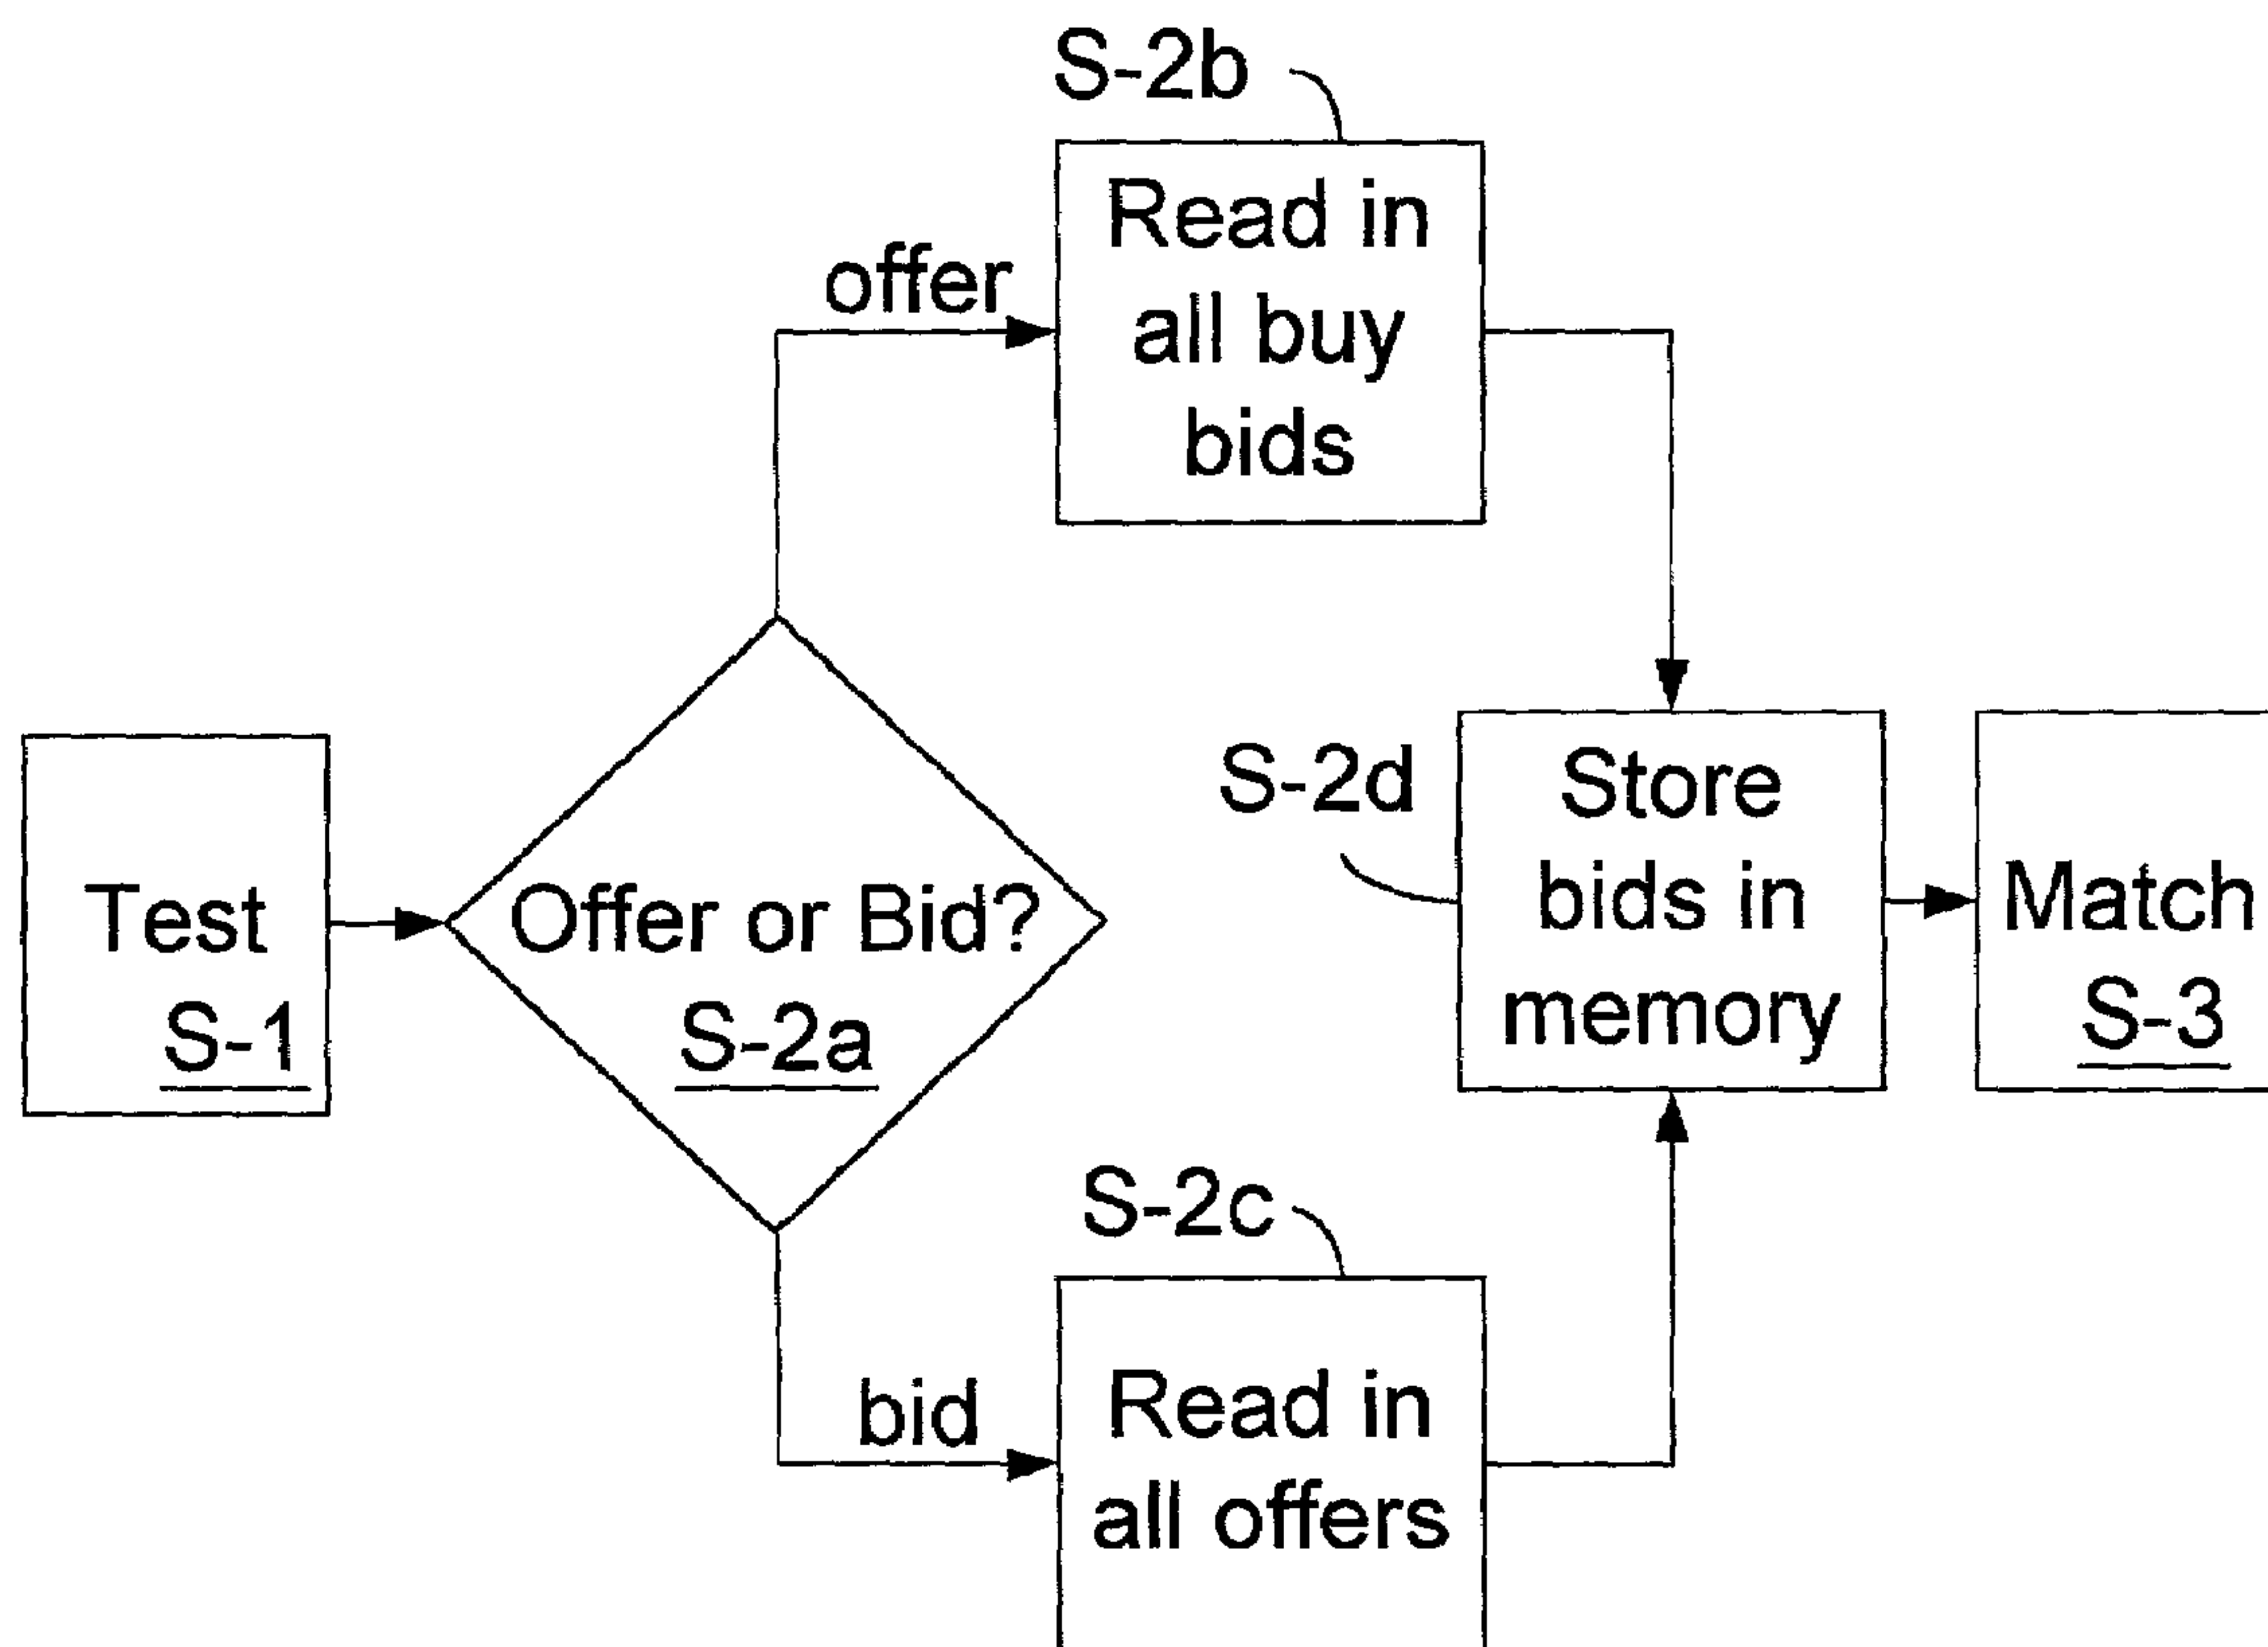 S-2b
Read in
all buy
bids
offer
Test
S-1
Offer or Bid?
S-2a
S-2d
Store
bids in
memory
Match
S-3
S-2c
bid
Read in
all offers